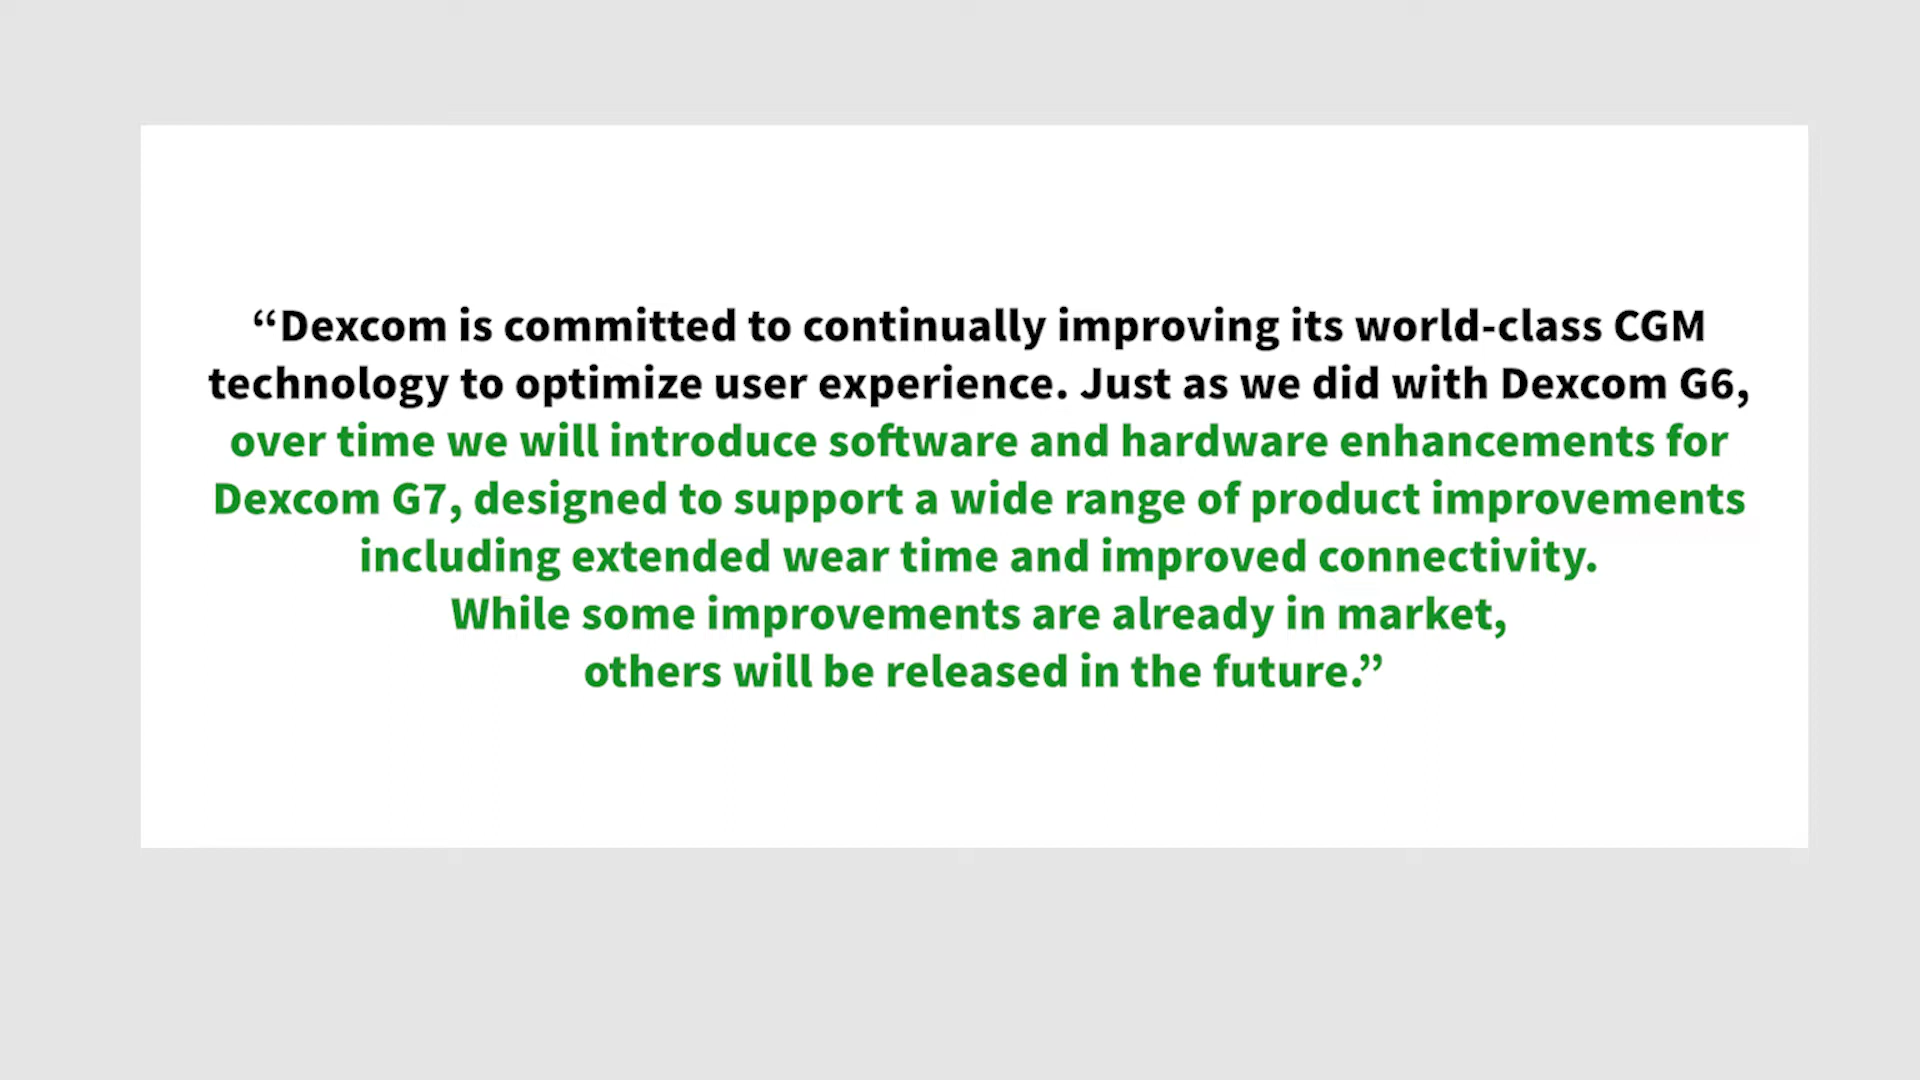 “Dexcom is committed to continually improving its world-class CGM
technology to optimize user experience. Just as we did with Dexcom G6,
over time we will introduce software and hardware enhancements for
Dexcom G7, designed to support a wide range of product improvements
including extended wear time and improved connectivity.
While some improvements are already in market,
others will be released in the future.”